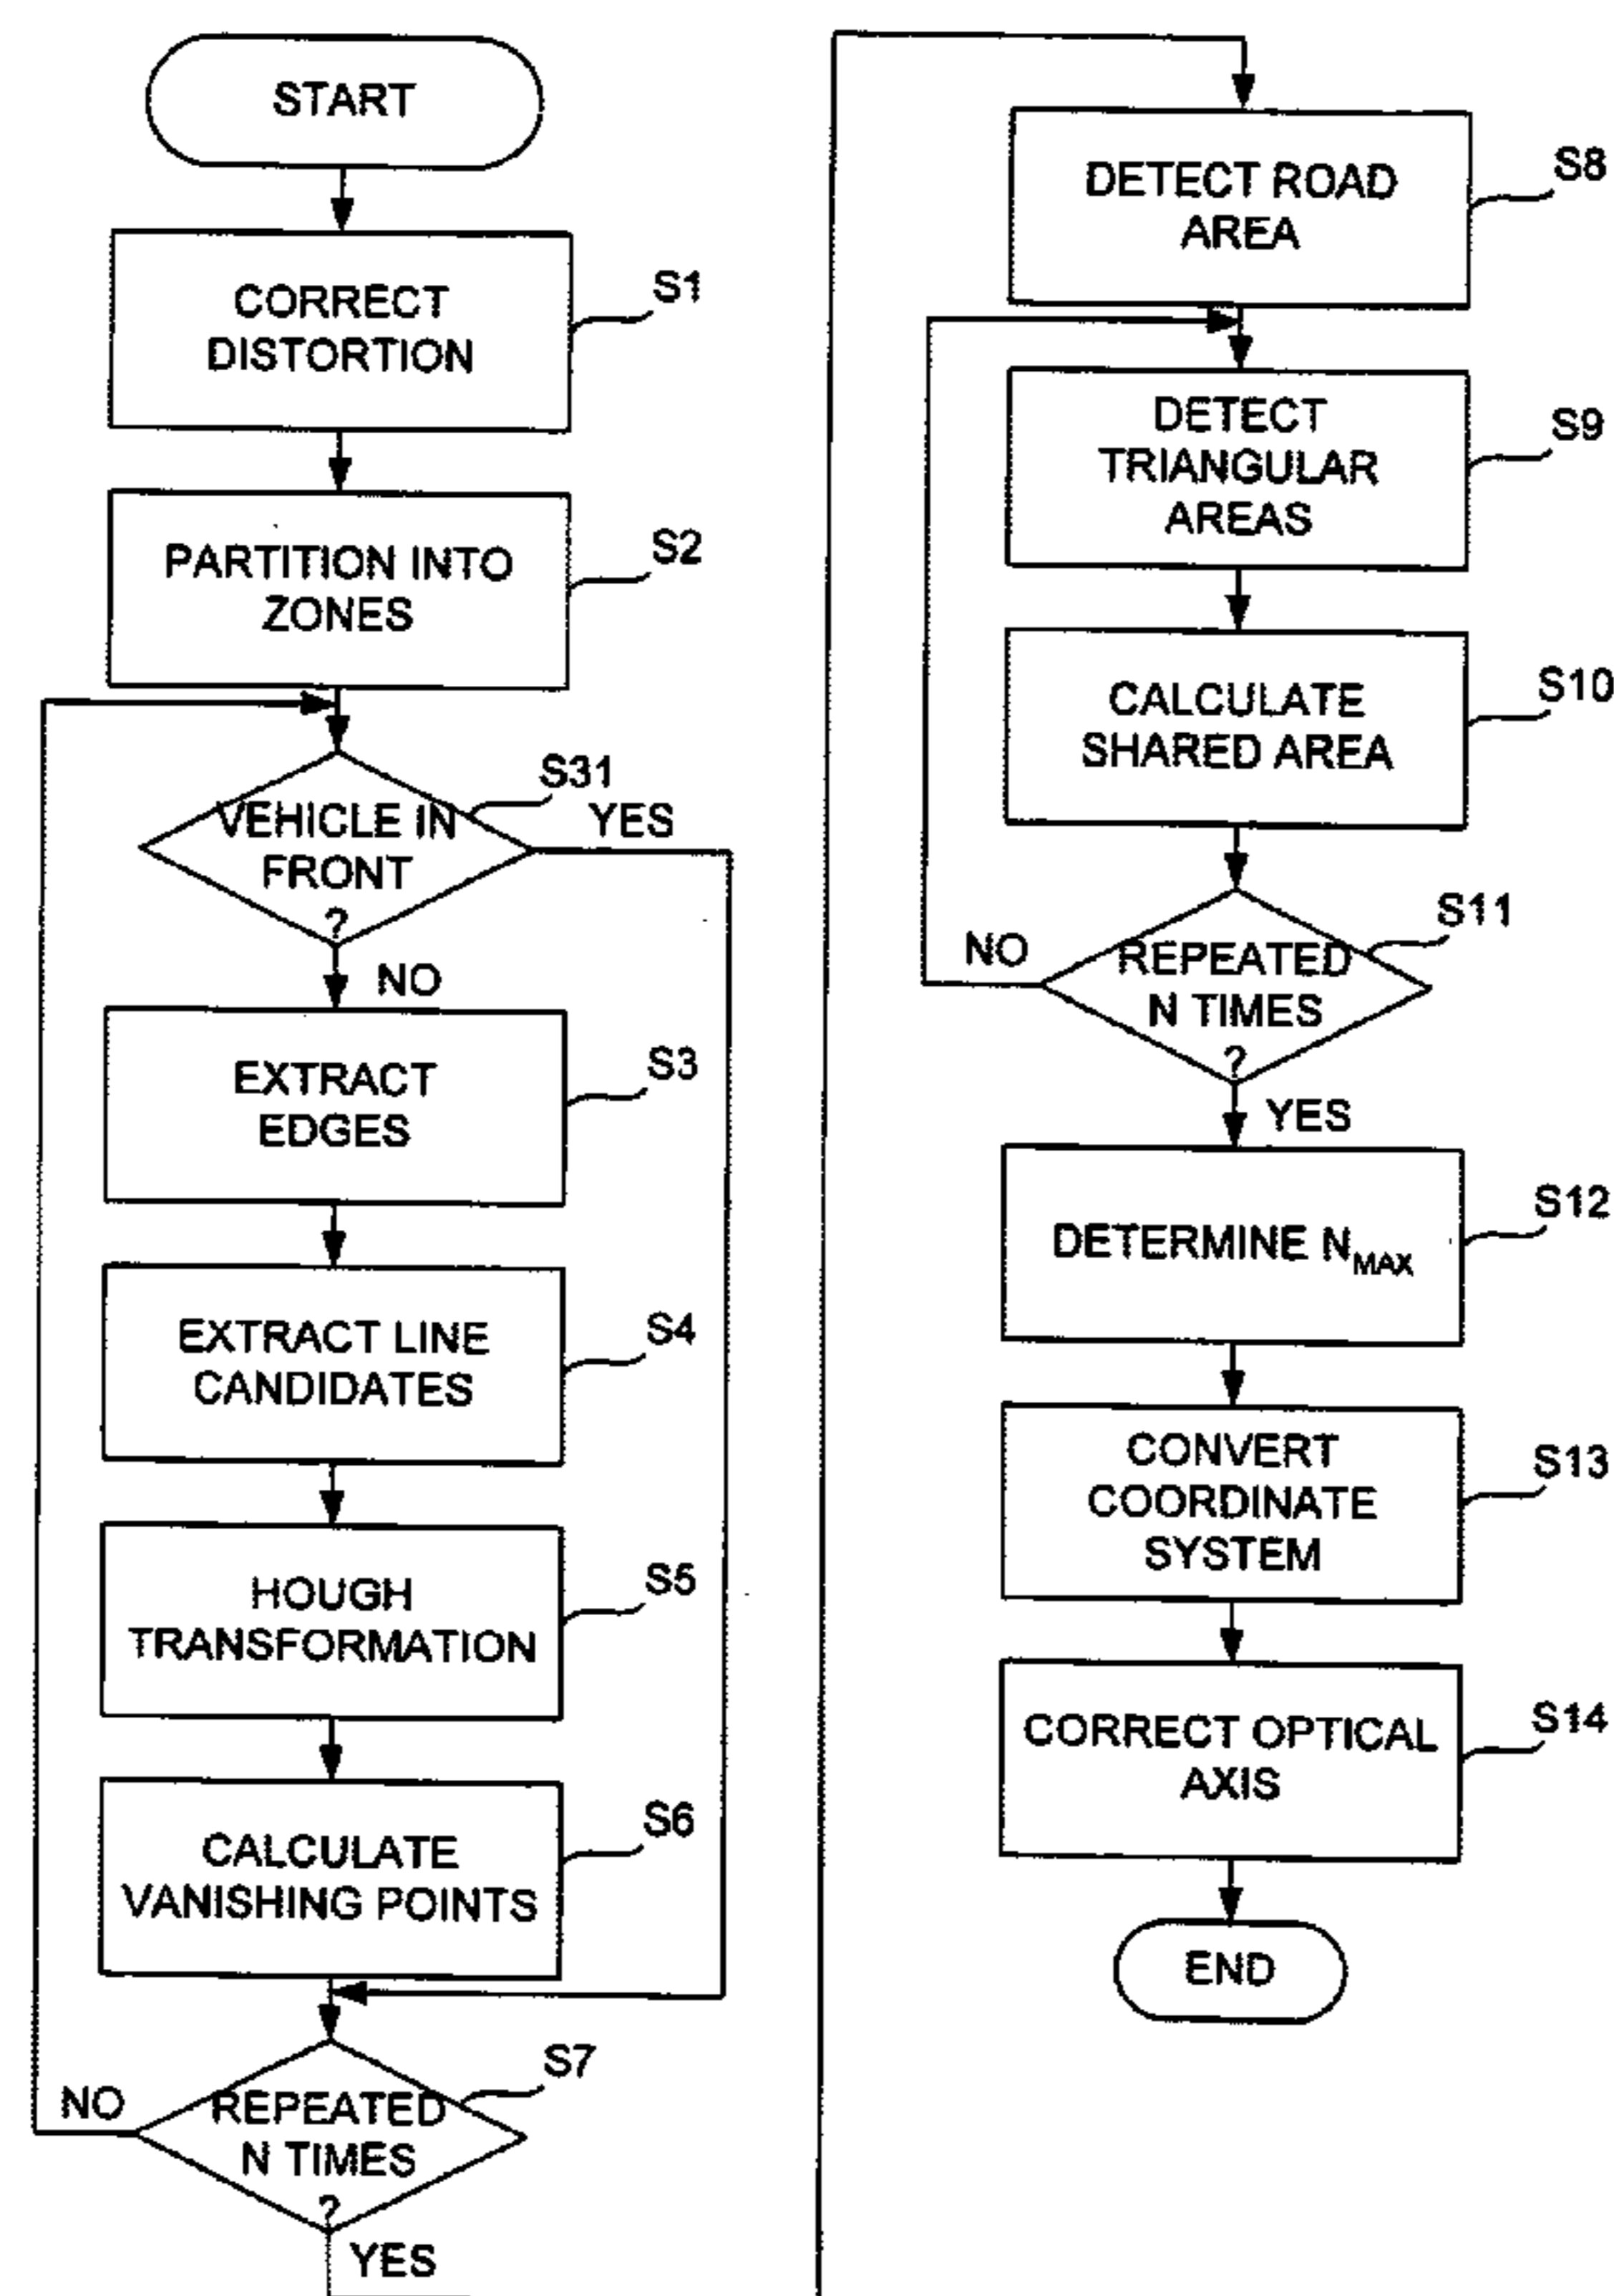 START
CORRECT
DISTORTION
S1
PARTITION INTO
ZONES
S2
VEHICLE IN
FRONT
?
S31
YES
NO
EXTRACT
EDGES
S3
EXTRACT LINE
CANDIDATES
S4
HOUGH
TRANSFORMATION
S5
CALCULATE
VANISHING POINTS
S6
REPEATED
N TIMES
?
S7
NO
YES
DETECT ROAD
AREA
S8
DETECT
TRIANGULAR
AREAS
S9
CALCULATE
SHARED AREA
S10
REPEATED
N TIMES
?
S11
NO
YES
DETERMINE NMAX
S12
CONVERT
COORDINATE
SYSTEM
S13
CORRECT OPTICAL
AXIS
S14
END